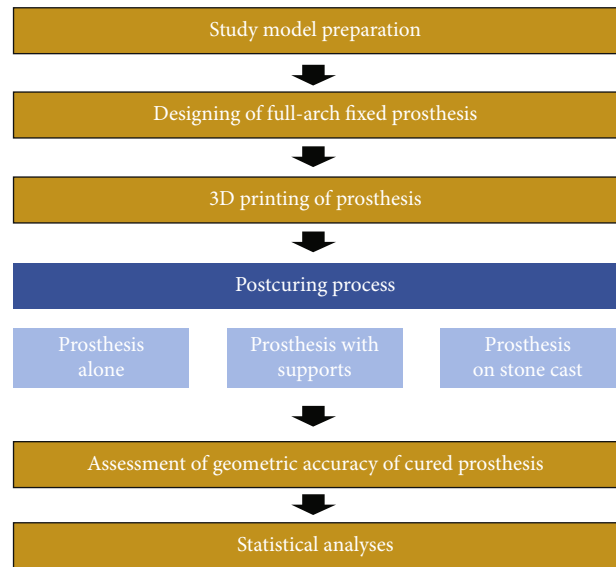 Study model preparation
Designing of full-arch fixed prosthesis
3D printing of prosthesis
Postcuring process
Prosthesis
alone
Prosthesis with
supports
Prosthesis
on stone cast
Assessment of geometric accuracy of cured prosthesis
Statistical analyses